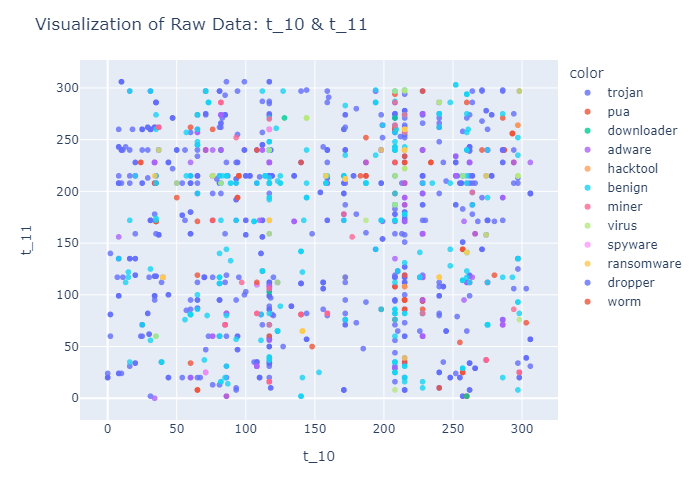 Visualization of Raw Data: t_10 & t_11
color
trojan
pua
downloader
adware
hacktool
benign
miner
virus
spyware
ransomware
dropper
worm
300
250
200
150
100
50
0
t_11
0 50 100 150 200 250 300
t_10